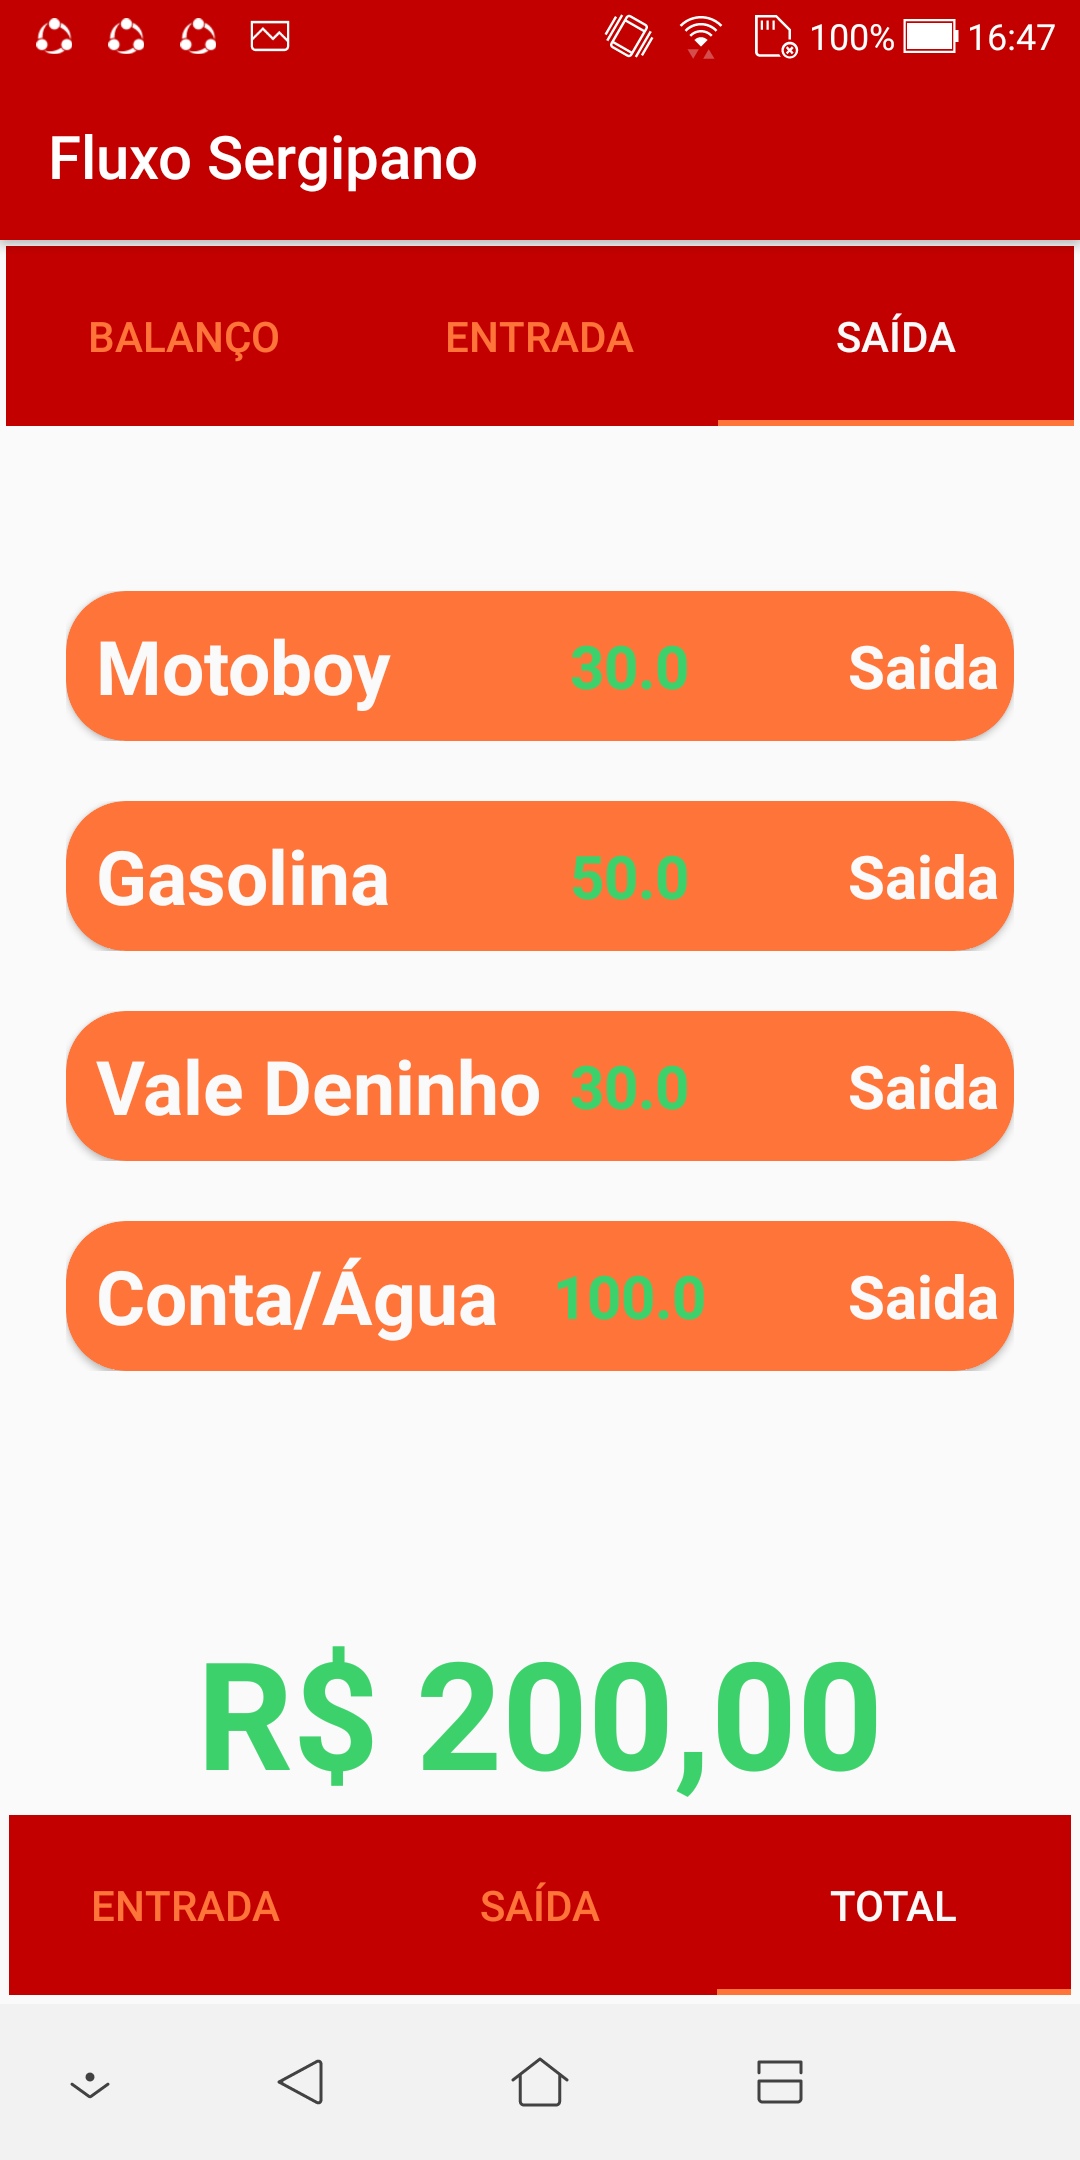 100% 16:47
Fluxo Sergipano
BALANÇO ENTRADA SAÍDA
Motoboy 30.0 Saida
Gasolina 50.0 Saida
Vale Deninho 30.0 Saida
Conta/Água 100.0 Saida
R$ 200,00
ENTRADA SAÍDA TOTAL